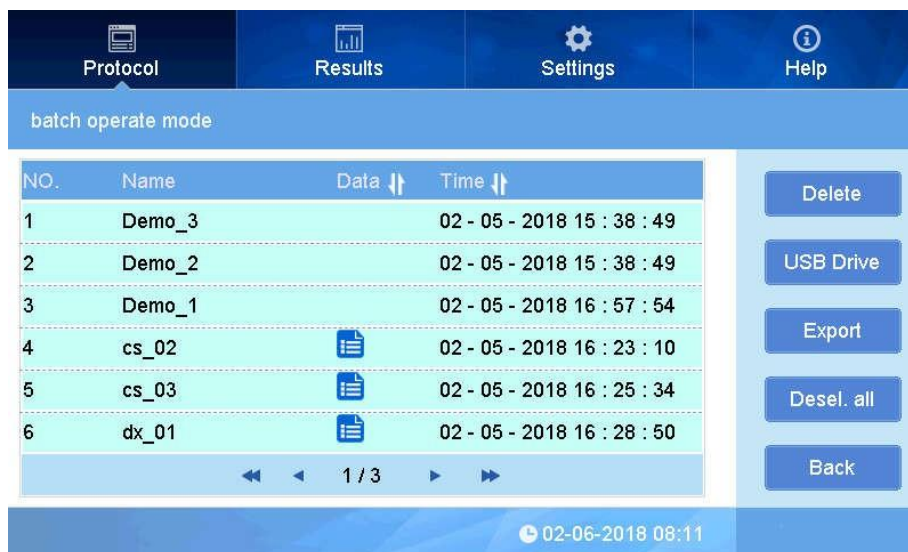 Protocol Results Settings Help
batch operate mode
NO. Name Data Time
Delete
1 Demo_3 02 - 05 - 2018 15 : 38 : 49
2 Demo_2 02 - 05 - 2018 15 : 38 : 49
USB Drive
3 Demo_1 02 - 05 - 2018 16 : 57 : 54
Export
4 cs_02 02 - 05 - 2018 16 : 23 : 10
5 cs_03 02 - 05 - 2018 16 : 25 : 34
Desel. all
6 dx_01 02 - 05 - 2018 16 : 28 : 50
1 / 3
Back
02-06-2018 08:11